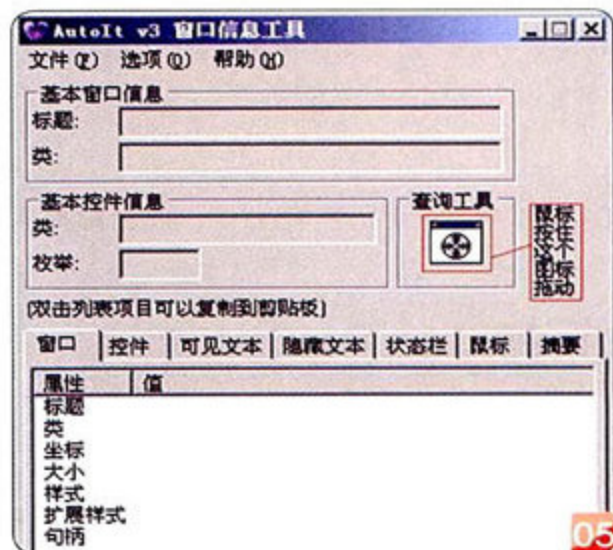 AutoIt v3 窗口信息工具
文件(F) 选项(O) 帮助(H)
基本窗口信息
标题:
类:
基本控件信息
类:
枚举:
查询工具
鼠标
按住
这个
图标
拖动
(双击列表项目可以复制到剪贴板)
窗口 控件 可见文本 隐藏文本 状态栏 鼠标 摘要
属性 值
标题
类
坐标
大小
样式
扩展样式
句柄
05